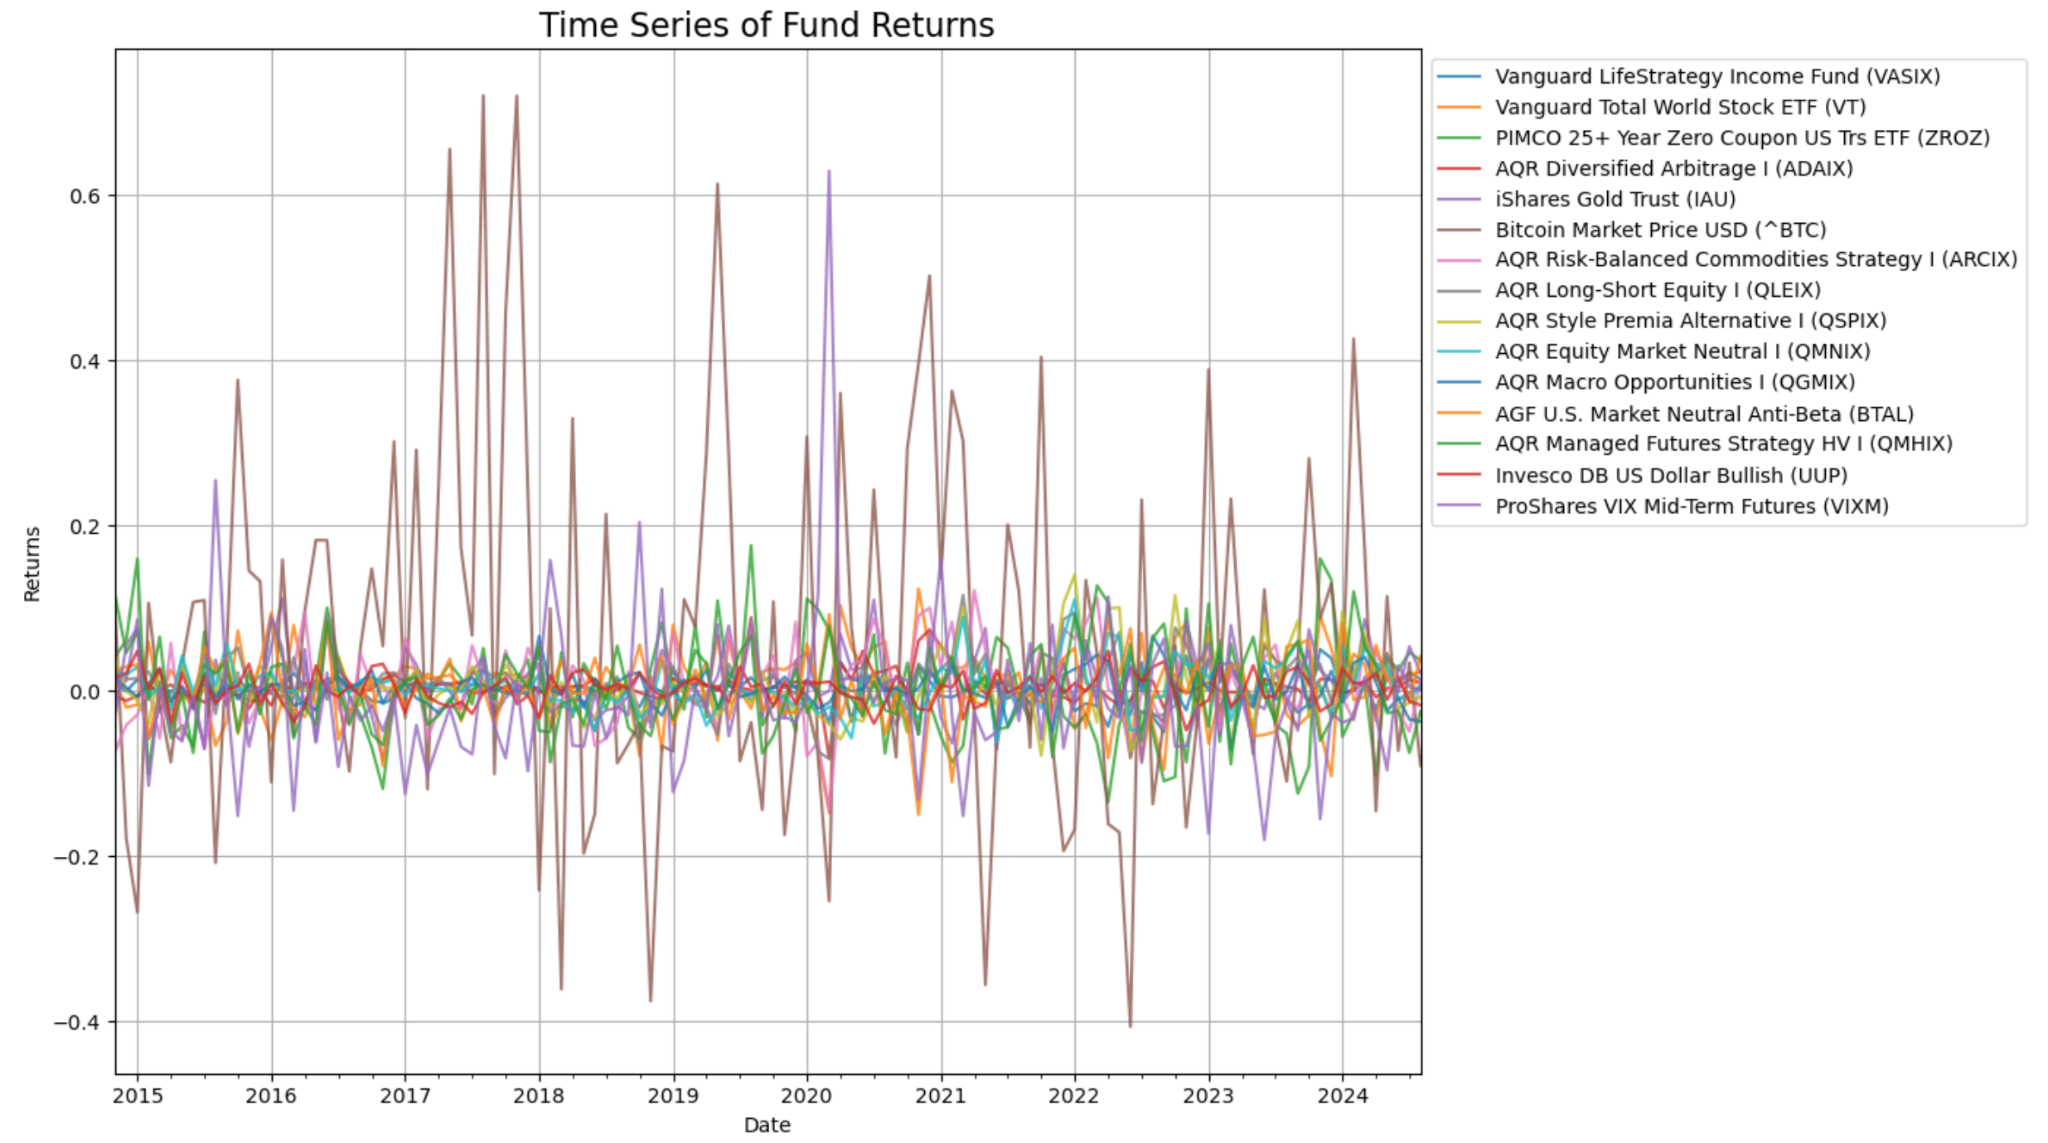 Time Series of Fund Returns
Returns
0.6
0.4
0.2
0.0
−0.2
−0.4
2015 2016 2017 2018 2019 2020 2021 2022 2023 2024
Date
Vanguard LifeStrategy Income Fund (VASIX)
Vanguard Total World Stock ETF (VT)
PIMCO 25+ Year Zero Coupon US Trs ETF (ZROZ)
AQR Diversified Arbitrage I (ADAIX)
iShares Gold Trust (IAU)
Bitcoin Market Price USD (^BTC)
AQR Risk-Balanced Commodities Strategy I (ARCIX)
AQR Long-Short Equity I (QLEIX)
AQR Style Premia Alternative I (QSPIX)
AQR Equity Market Neutral I (QMNIX)
AQR Macro Opportunities I (QGMIX)
AGF U.S. Market Neutral Anti-Beta (BTAL)
AQR Managed Futures Strategy HV I (QMHIX)
Invesco DB US Dollar Bullish (UUP)
ProShares VIX Mid-Term Futures (VIXM)